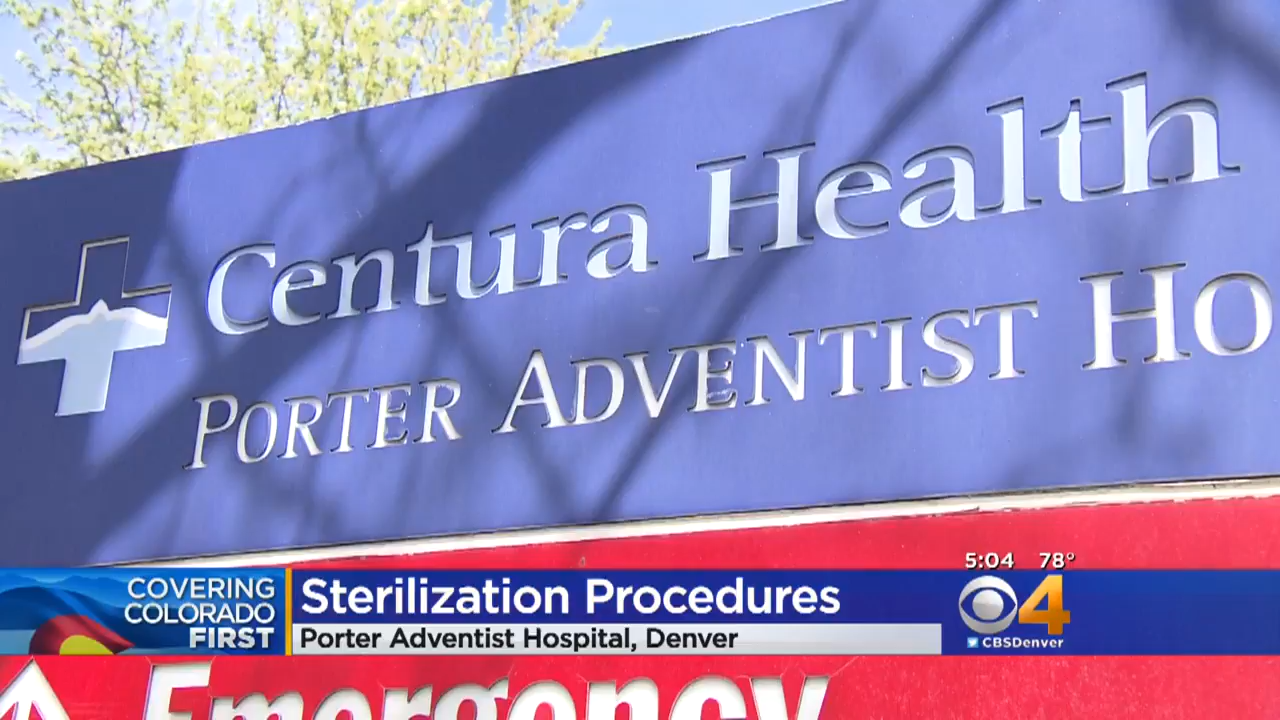 Centura Health
PORTER ADVENTIST HO
5:04 78°
COVERING
COLORADO
FIRST
Sterilization Procedures
Porter Adventist Hospital, Denver
4
CBSDenver
Emergency